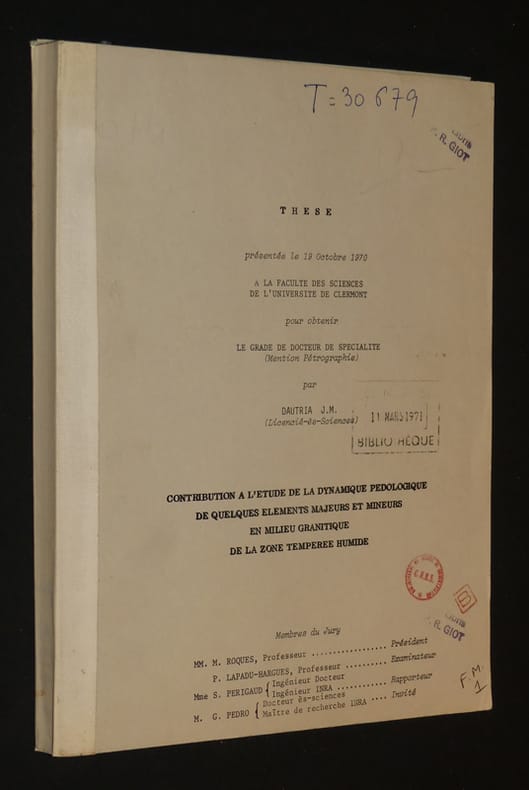 T=30679
R. GIOT
THESE
présentée le 19 Octobre 1970
A LA FACULTE DES SCIENCES
DE L'UNIVERSITE DE CLERMONT
pour obtenir
LE GRADE DE DOCTEUR DE SPECIALITE
(Mention Pétrographie)
par
DAUTRIA J.M.
(Licencié-ès-Sciences)
11 MARS 1971
BIBLIOTHEQUE
CONTRIBUTION A L'ETUDE DE LA DYNAMIQUE PEDOLOGIQUE
DE QUELQUES ELEMENTS MAJEURS ET MINEURS
EN MILIEU GRANITIQUE
DE LA ZONE TEMPEREE HUMIDE
C.N.R.S.
R. GIOT
Membres du Jury
MM. M. ROQUES, Professeur ................. Président
P. LAPADU-HARGUES, Professeur .......... Examinateur
Mme S. PERIGAUD { Ingénieur Docteur
Ingénieur INRA ............ Rapporteur
M. G. PEDRO { Docteur ès-sciences
Maître de recherche INRA .... Invité
F.M.
1